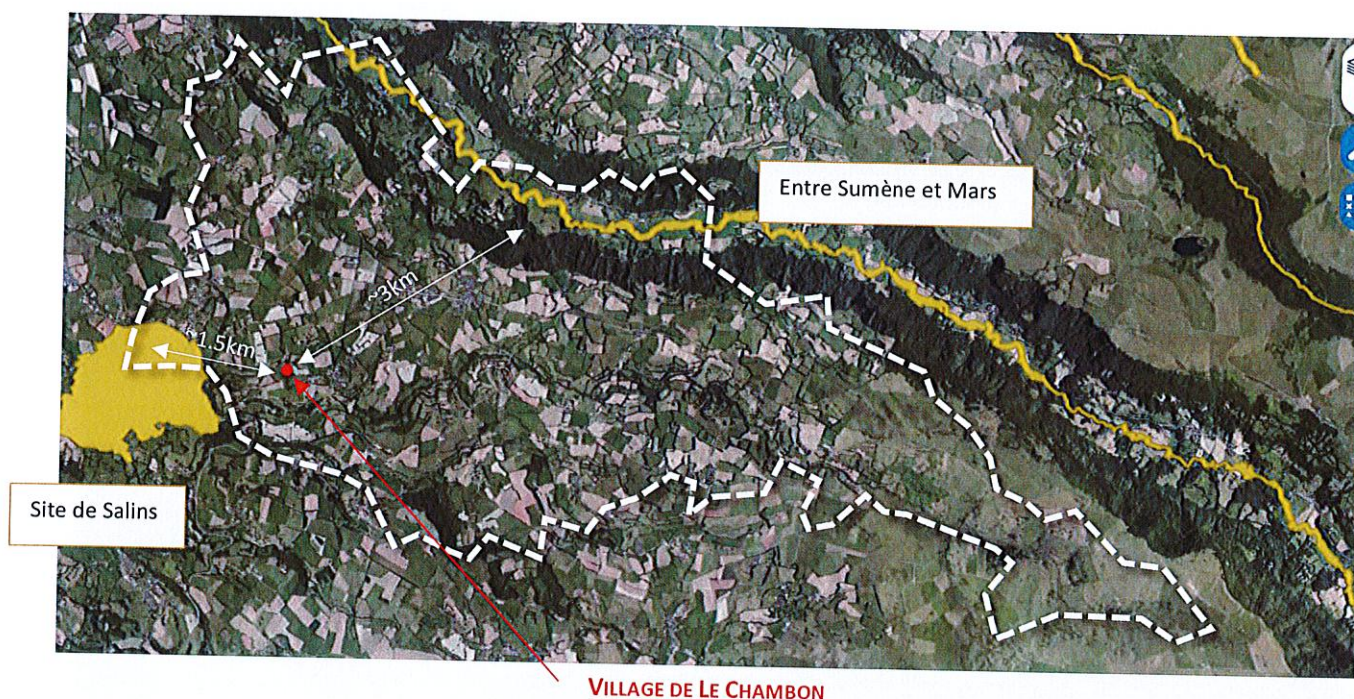 Entre Sumène et Mars
~3km
~1.5km
Site de Salins
VILLAGE DE LE CHAMBON